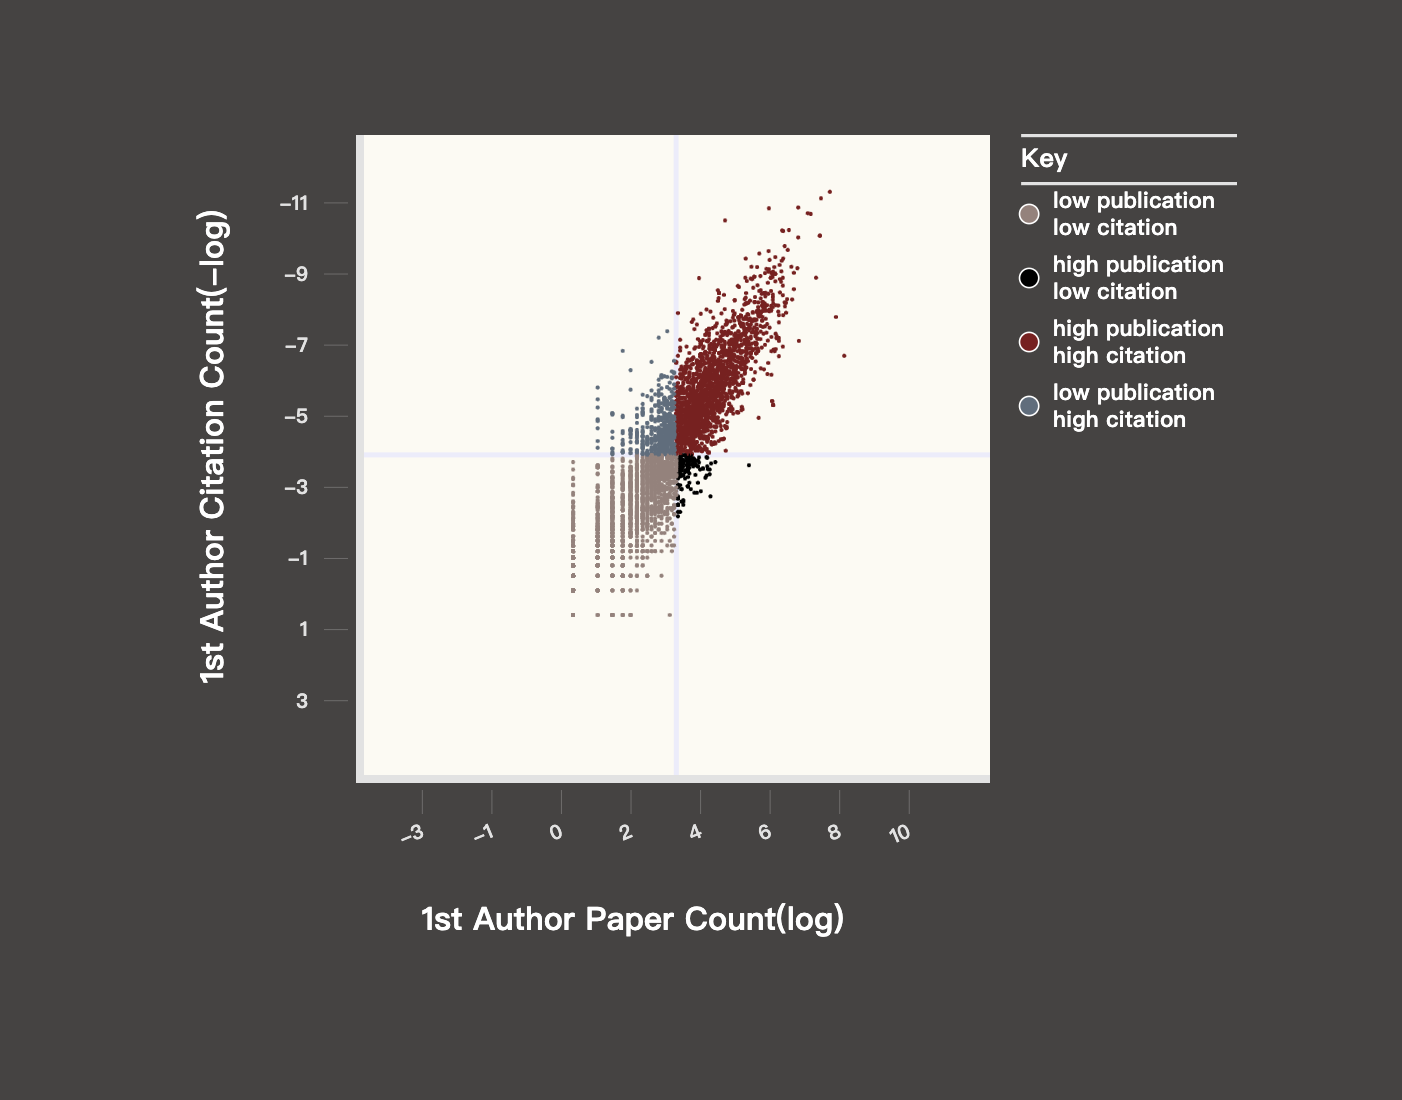 1st Author Citation Count(–log)
–11
–9
–7
–5
–3
–1
1
3
–3
–1
0
2
4
6
8
10
1st Author Paper Count(log)
Key
low publication
low citation
high publication
low citation
high publication
high citation
low publication
high citation